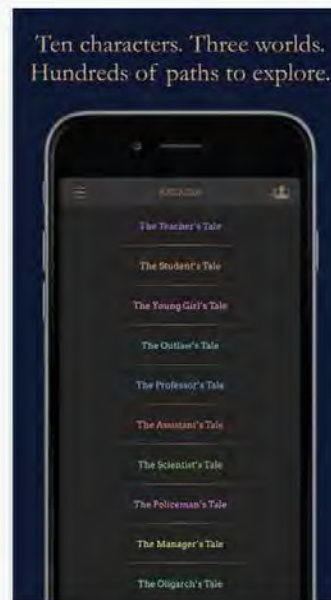 Ten characters. Three worlds.
Hundreds of paths to explore.
ARCADIA
The Teacher's Tale
The Student's Tale
The Young Girl's Tale
The Outlaw's Tale
The Professor's Tale
The Assistant's Tale
The Scientist's Tale
The Policeman's Tale
The Manager's Tale
The Oligarch's Tale